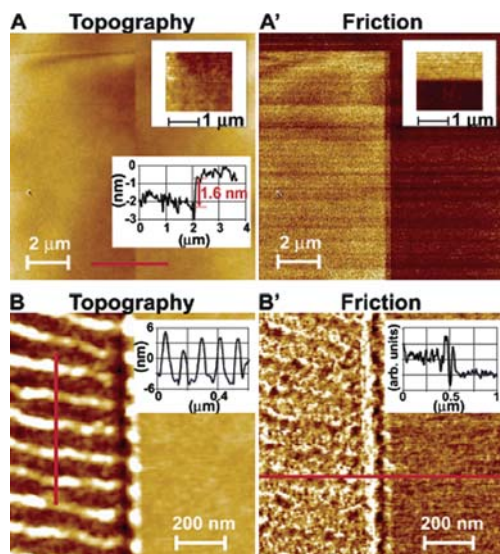 A Topography
1 μm
(nm)
0
-1
-2
-3
1.6 nm
0 1 2 3 4
(μm)
2 μm
A' Friction
1 μm
2 μm
B Topography
(nm)
6
0
-6
0 0,4
(μm)
200 nm
B' Friction
(arb. units)
0 0.5 1
(μm)
200 nm